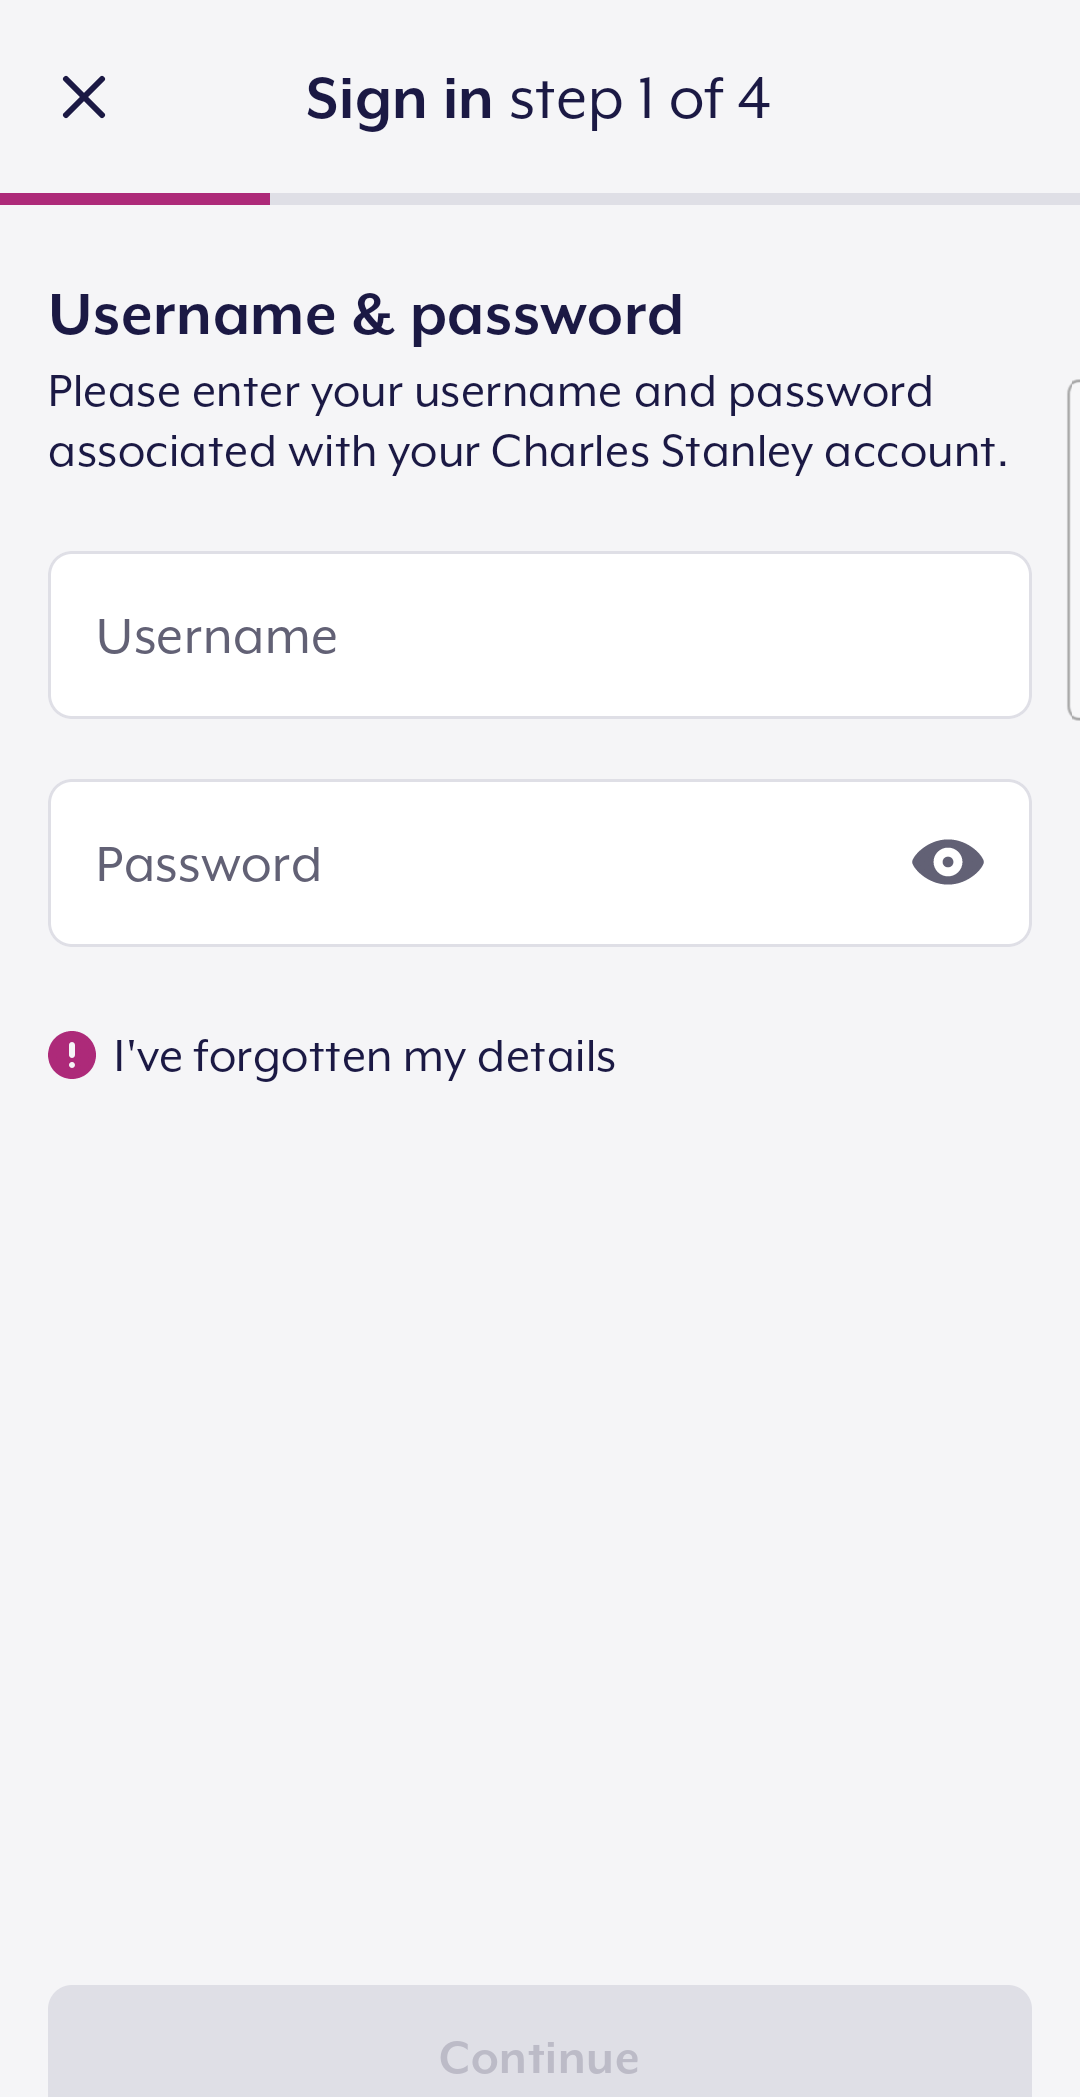 Sign in step 1 of 4
Username & password
Please enter your username and password
associated with your Charles Stanley account.
Username
Password
I've forgotten my details
Continue